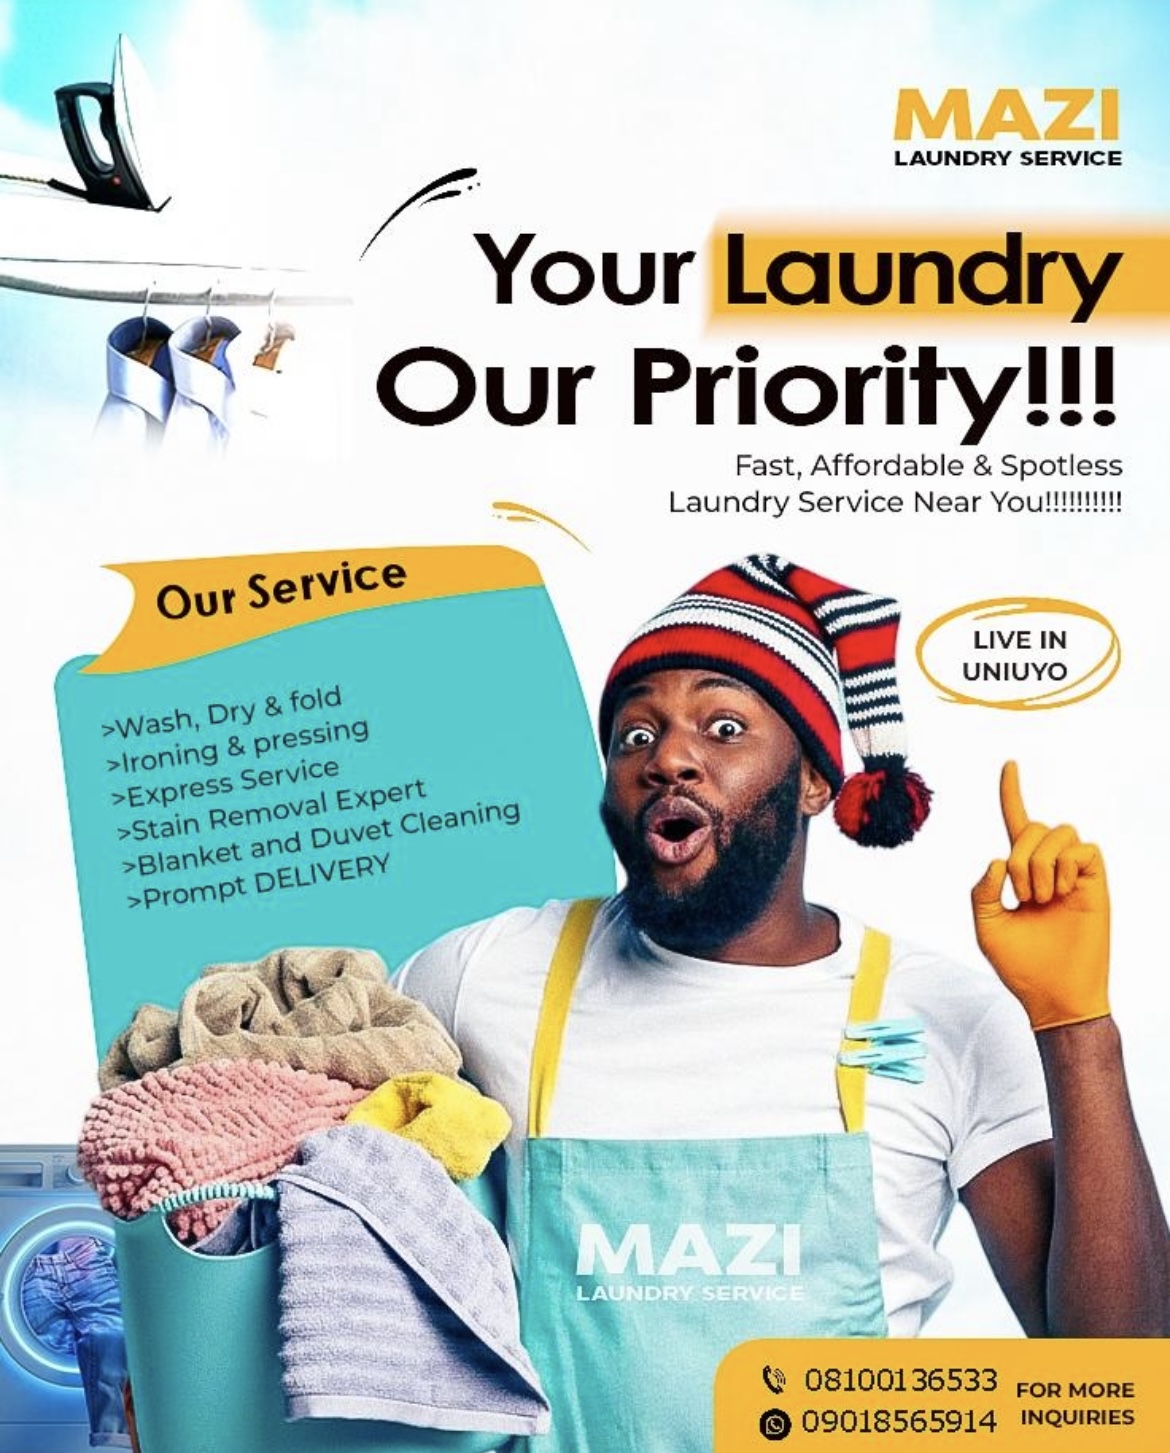 MAZI
LAUNDRY SERVICE
Your Laundry
Our Priority!!!
Fast, Affordable & Spotless
Laundry Service Near You!!!!!!!!!!
Our Service
>Wash, Dry & fold
>Ironing & pressing
>Express Service
>Stain Removal Expert
>Blanket and Duvet Cleaning
>Prompt DELIVERY
LIVE IN
UNIUYO
MAZI
LAUNDRY SERVICE
08100136533
09018565914
FOR MORE
INQUIRIES